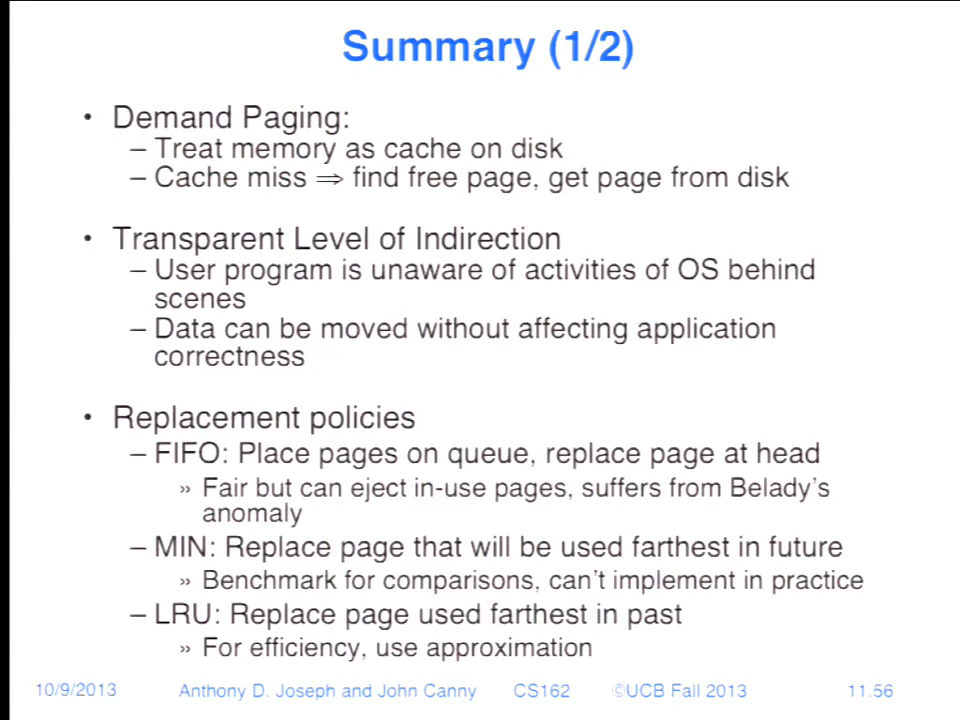 Summary (1/2)
• Demand Paging:
– Treat memory as cache on disk
– Cache miss ⇒ find free page, get page from disk
• Transparent Level of Indirection
– User program is unaware of activities of OS behind
scenes
– Data can be moved without affecting application
correctness
• Replacement policies
– FIFO: Place pages on queue, replace page at head
» Fair but can eject in-use pages, suffers from Belady's
anomaly
– MIN: Replace page that will be used farthest in future
» Benchmark for comparisons, can't implement in practice
– LRU: Replace page used farthest in past
» For efficiency, use approximation
10/9/2013 Anthony D. Joseph and John Canny CS162 ©UCB Fall 2013 11.56